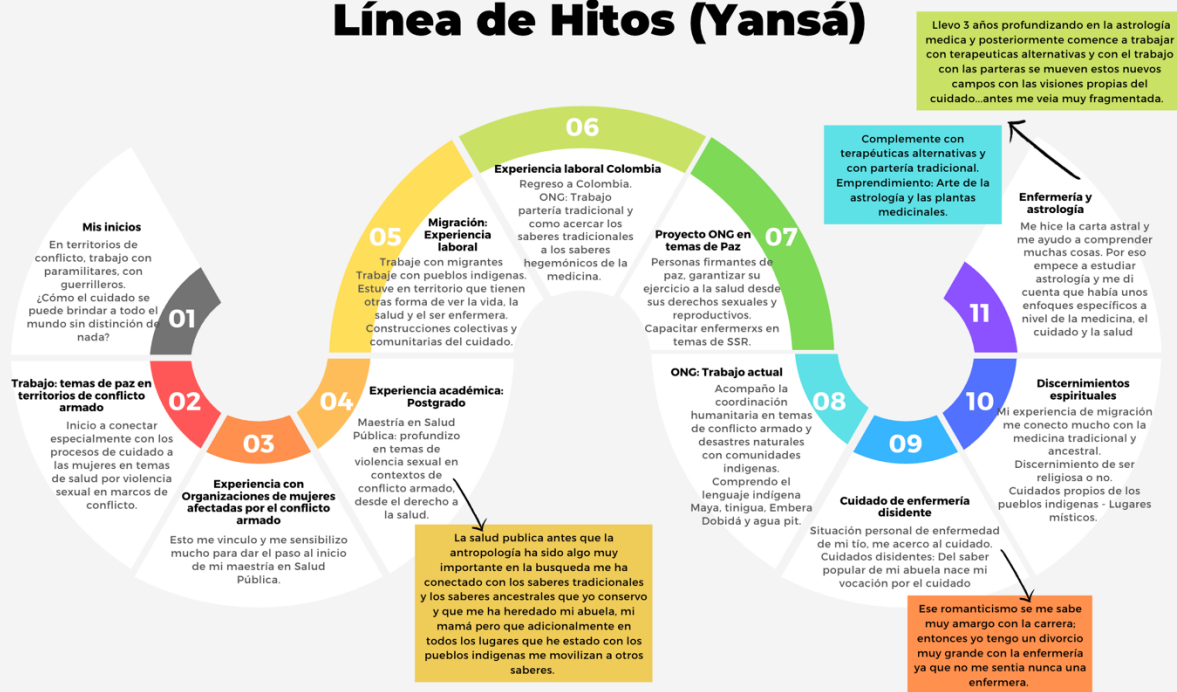 Línea de Hitos (Yansá)
01
Mis inicios
En territorios de
conflicto, trabajo con
paramilitares, con
guerrilleros.
¿Cómo el cuidado se
puede brindar a todo el
mundo sin distinción de
nada?
02
Trabajo: temas de paz en
territorios de conflicto
armado
Inicio a conectar
especialmente con los
procesos de cuidado a
las mujeres en temas
de salud por violencia
sexual en marcos de
conflicto.
03
Experiencia con
Organizaciones de mujeres
afectadas por el conflicto
armado
Esto me vinculo y me sensibilizo
mucho para dar el paso al inicio
de mi maestría en Salud
Pública.
04
Experiencia académica:
Postgrado
Maestría en Salud
Pública: profundizo
en temas de
violencia sexual en
contextos de
conflicto armado,
desde el derecho a
la salud.
La salud publica antes que la
antropología ha sido algo muy
importante en la busqueda me ha
conectado con los saberes tradicionales
y los saberes ancestrales que yo conservo
y que me ha heredado mi abuela, mi
mamá pero que adicionalmente en
todos los lugares que he estado con los
pueblos indigenas me movilizan a otros
saberes.
05
Migración:
Experiencia
laboral
Trabaje con migrantes
Trabaje con pueblos indigenas.
Estuve en territorio que tienen
otras forma de ver la vida, la
salud y el ser enfermera.
Construcciones colectivas y
comunitarias del cuidado.
06
Experiencia laboral Colombia
Regreso a Colombia.
ONG: Trabajo
partería tradicional y
como acercar los
saberes tradicionales
a los saberes
hegemónicos de la
medicina.
07
Proyecto ONG en
temas de Paz
Personas firmantes de
paz, garantizar su
ejercicio a la salud desde
sus derechos sexuales y
reproductivos.
Capacitar enfermerxs en
temas de SSR.
08
ONG: Trabajo actual
Acompaño la
coordinación
humanitaria en temas
de conflicto armado y
desastres naturales
con comunidades
indigenas.
Comprendo el
lenguaje indígena
Maya, tinigua, Embera
Dobidá y agua pit.
09
Cuidado de enfermería
disidente
Situación personal de enfermedad
de mi tío, me acerco al cuidado.
Cuidados disidentes: Del saber
popular de mi abuela nace mi
vocación por el cuidado
Ese romanticismo se me sabe
muy amargo con la carrera;
entonces yo tengo un divorcio
muy grande con la enfermería
ya que no me sentia nunca una
enfermera.
10
Discernimientos
espirituales
Mi experiencia de migración
me conecto mucho con la
medicina tradicional y
ancestral.
Discernimiento de ser
religiosa o no.
Cuidados propios de los
pueblos indigenas - Lugares
místicos.
11
Enfermería y
astrología
Me hice la carta astral y
me ayudo a comprender
muchas cosas. Por eso
empece a estudiar
astrología y me di
cuenta que había unos
enfoques específicos a
nivel de la medicina, el
cuidado y la salud
Complemente con
terapéuticas alternativas y
con partería tradicional.
Emprendimiento: Arte de la
astrología y las plantas
medicinales.
Llevo 3 años profundizando en la astrología
medica y posteriormente comence a trabajar
con terapeuticas alternativas y con el trabajo
con las parteras se mueven estos nuevos
campos con las visiones propias del
cuidado...antes me veia muy fragmentada.